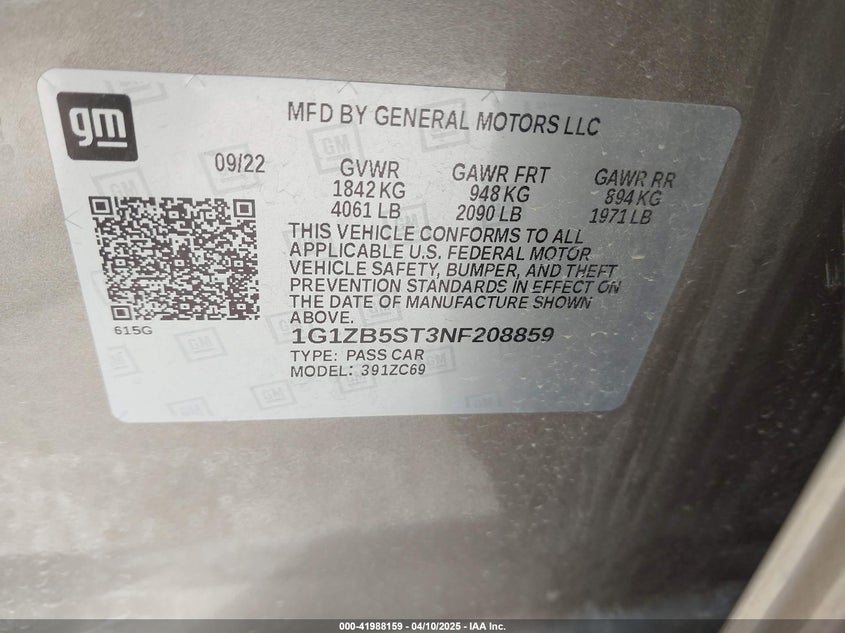 gm
MFD BY GENERAL MOTORS LLC
09/22 GVWR GAWR FRT GAWR RR
1842 KG 948 KG 894 KG
4061 LB 2090 LB 1971 LB
THIS VEHICLE CONFORMS TO ALL
APPLICABLE U.S. FEDERAL MOTOR
VEHICLE SAFETY, BUMPER, AND THEFT
PREVENTION STANDARDS IN EFFECT ON
THE DATE OF MANUFACTURE SHOWN
ABOVE.
615G
1G1ZB5ST3NF208859
TYPE: PASS CAR
MODEL: 391ZC69
000-41988159 - 04/10/2025 - IAA Inc.